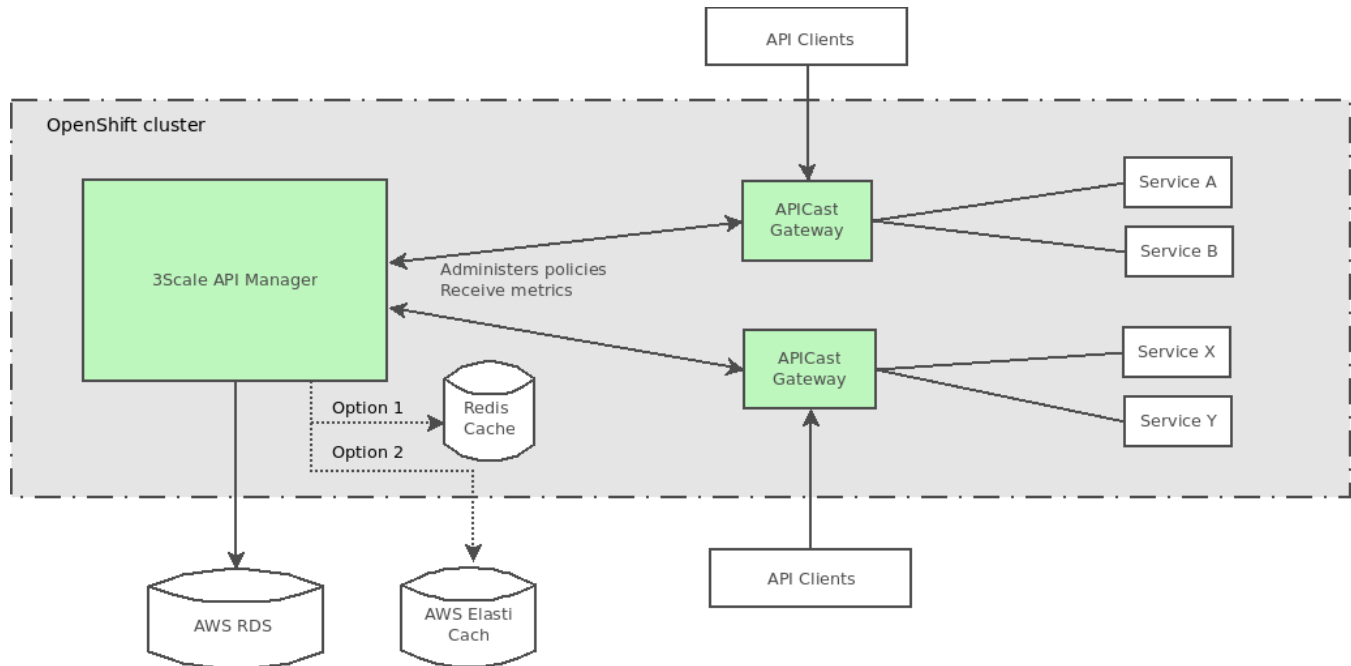 API Clients
OpenShift cluster
3Scale API Manager
APICast
Gateway
Service A
Service B
Administers policies
Receive metrics
APICast
Gateway
Service X
Service Y
Option 1
Redis
Cache
Option 2
AWS RDS
AWS Elasti
Cach
API Clients